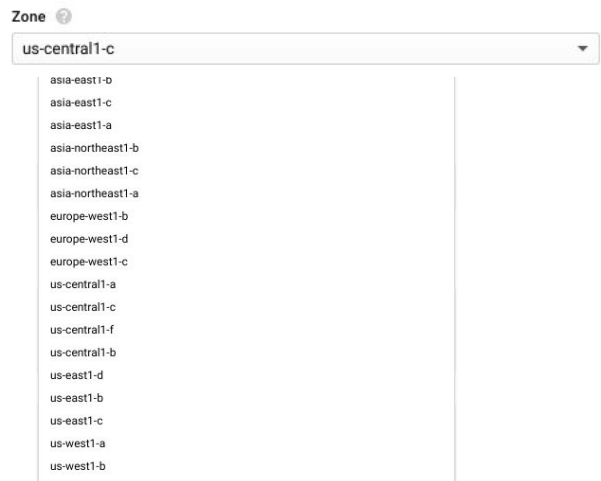 Zone ?
us-central1-c
asia-east1-b
asia-east1-c
asia-east1-a
asia-northeast1-b
asia-northeast1-c
asia-northeast1-a
europe-west1-b
europe-west1-d
europe-west1-c
us-central1-a
us-central1-c
us-central1-f
us-central1-b
us-east1-d
us-east1-b
us-east1-c
us-west1-a
us-west1-b